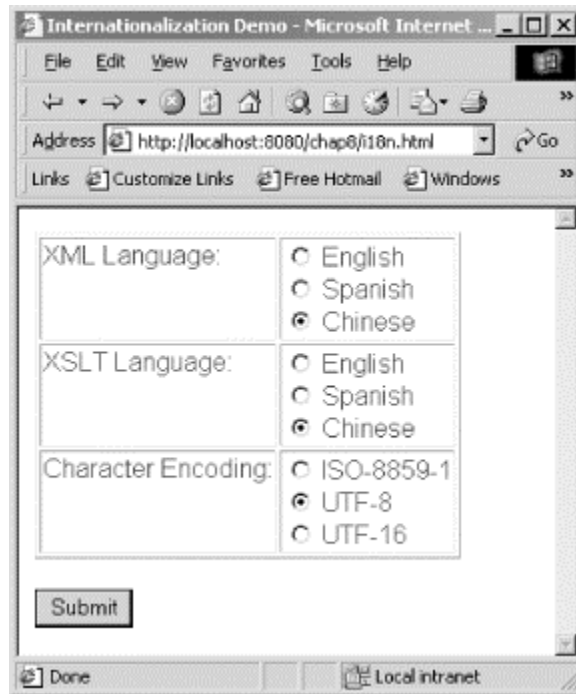 Internationalization Demo - Microsoft Internet ...
File Edit View Favorites Tools Help
Address http://localhost:8080/chap8/i18n.html Go
Links Customize Links Free Hotmail Windows
XML Language:
English
Spanish
Chinese
XSLT Language:
English
Spanish
Chinese
Character Encoding:
ISO-8859-1
UTF-8
UTF-16
Submit
Done Local intranet